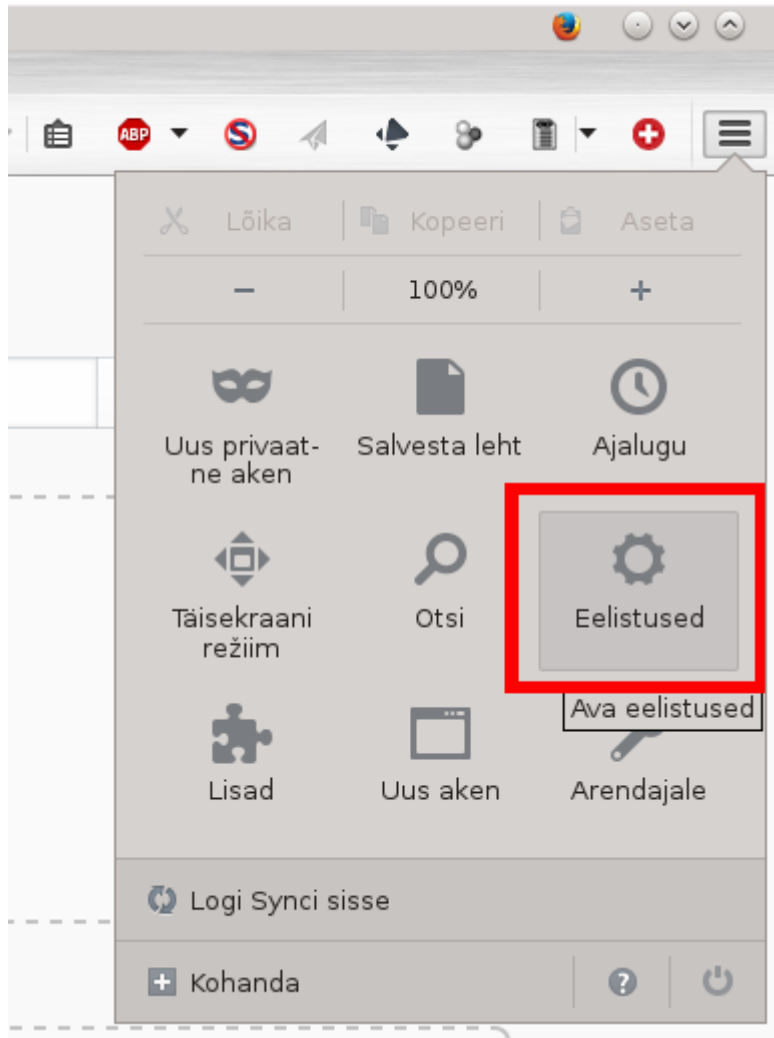 ABP
S
Lõika Kopeeri Aseta
− 100% +
Uus privaat-
ne aken
Salvesta leht
Ajalugu
Täisekraani
režiim
Otsi
Eelistused
Ava eelistused
Lisad
Uus aken
Arendajale
Logi Synci sisse
Kohanda
?